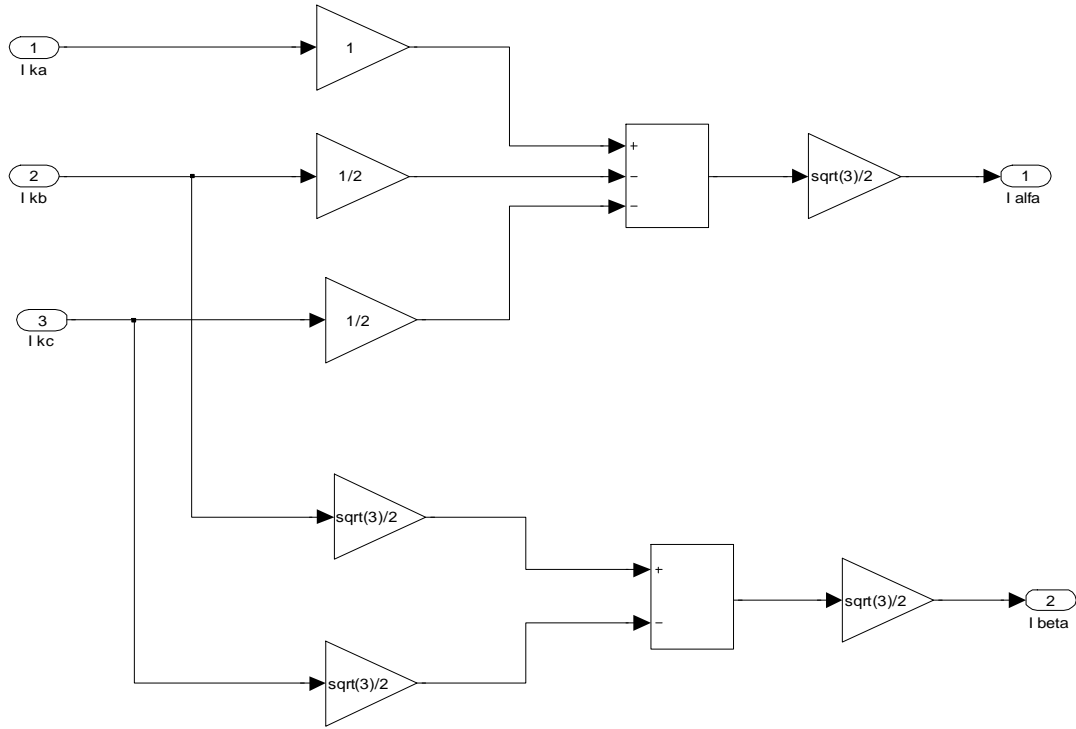 1
I ka
1
2
I kb
1/2
+
−
−
sqrt(3)/2
1
I alfa
3
I kc
1/2
sqrt(3)/2
+
−
sqrt(3)/2
2
I beta
sqrt(3)/2